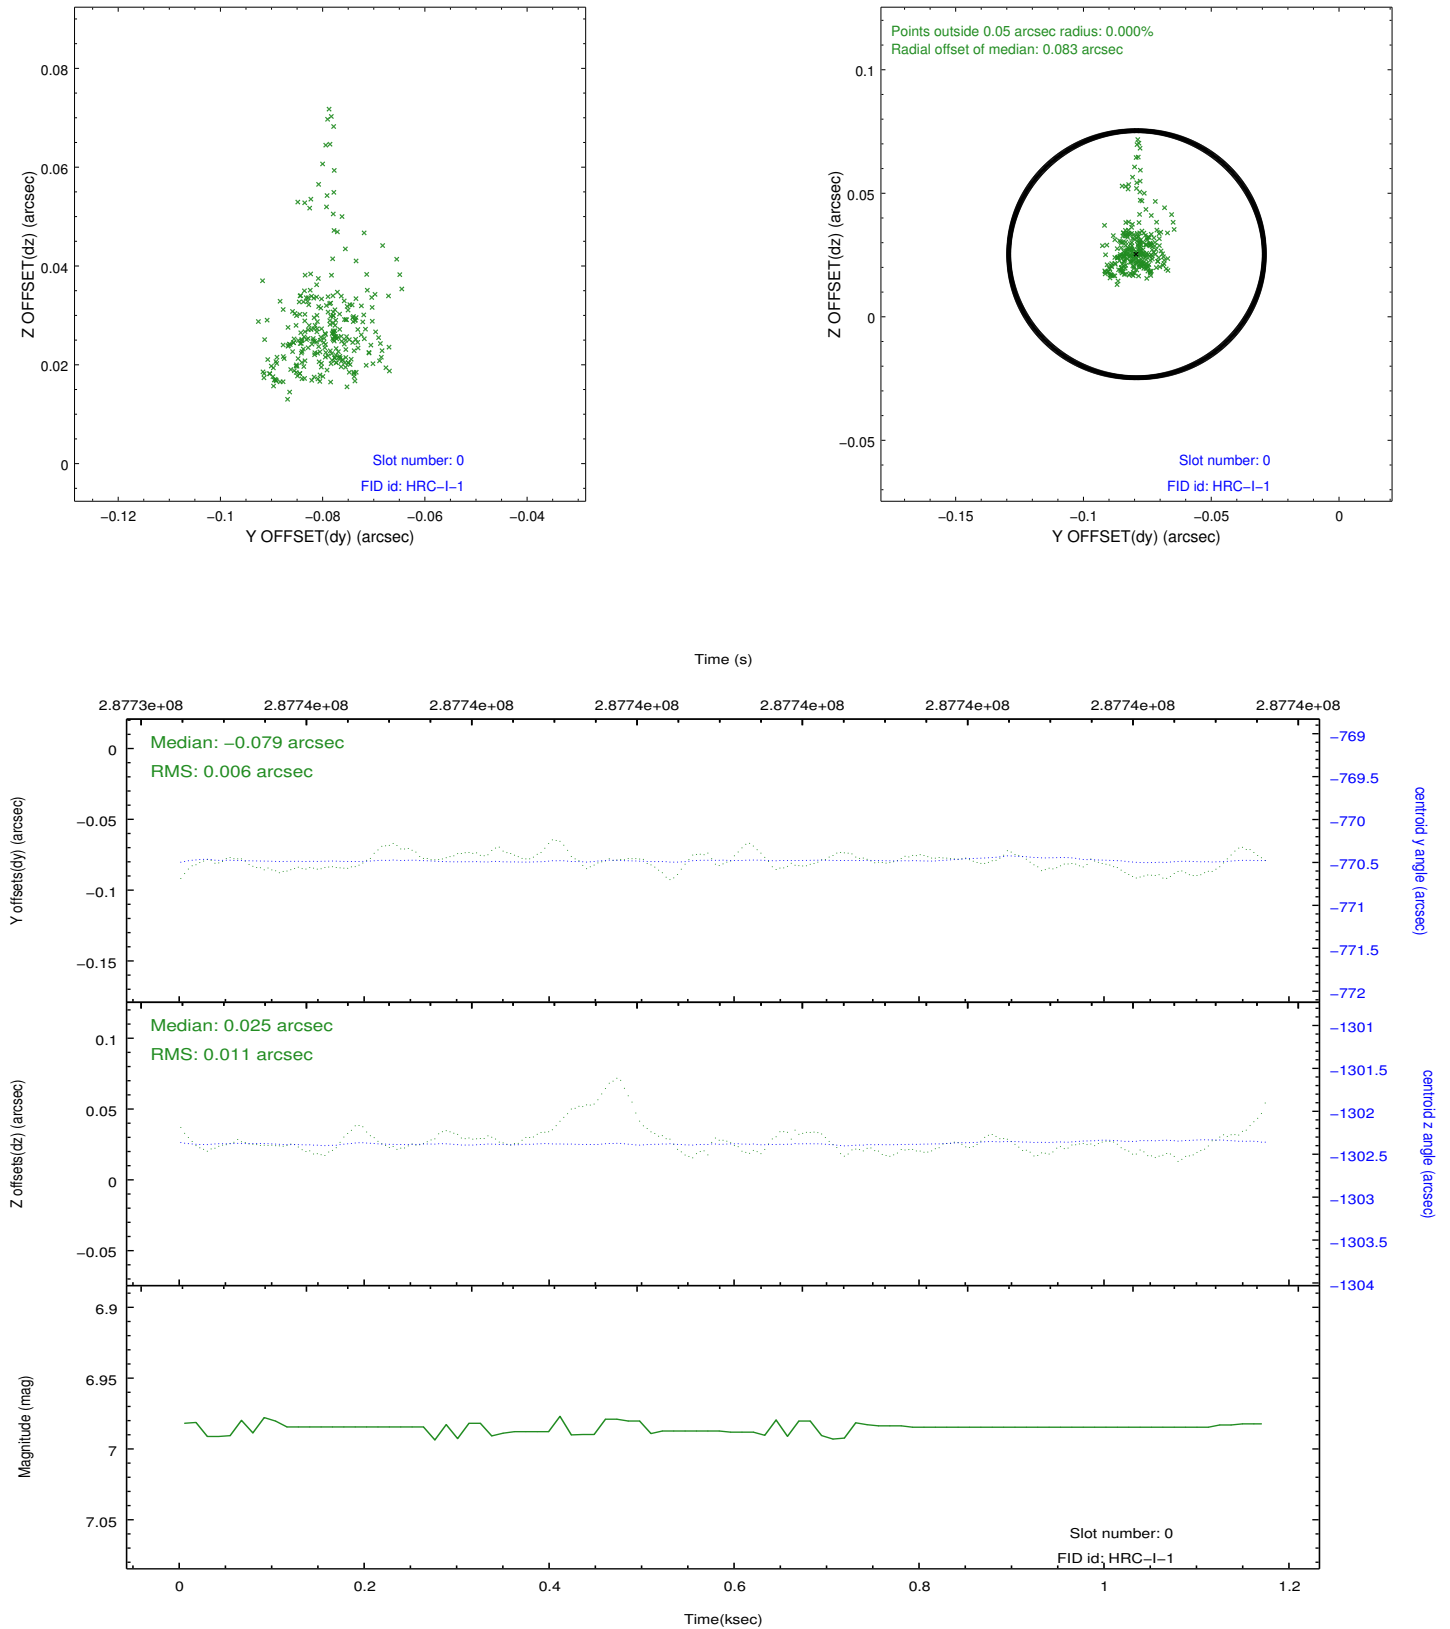 0.08
0.06
0.04
0.02
0
Z OFFSET(dz) (arcsec)
Slot number: 0
FID id: HRC−I−1
−0.12
−0.1
−0.08
−0.06
−0.04
Y OFFSET(dy) (arcsec)
Points outside 0.05 arcsec radius: 0.000%
Radial offset of median: 0.083 arcsec
0.1
0.05
0
−0.05
Z OFFSET(dz) (arcsec)
Slot number: 0
FID id: HRC−I−1
−0.15
−0.1
−0.05
0
Y OFFSET(dy) (arcsec)
Time (s)
2.8773e+08
2.8774e+08
2.8774e+08
2.8774e+08
2.8774e+08
2.8774e+08
2.8774e+08
2.8774e+08
Median: −0.079 arcsec
RMS: 0.006 arcsec
0
−0.05
−0.1
−0.15
Y offsets(dy) (arcsec)
−769
−769.5
−770
−770.5
−771
−771.5
−772
centroid y angle (arcsec)
Median: 0.025 arcsec
RMS: 0.011 arcsec
0.1
0.05
0
−0.05
Z offsets(dz) (arcsec)
−1301
−1301.5
−1302
−1302.5
−1303
−1303.5
−1304
centroid z angle (arcsec)
6.9
6.95
7
7.05
Magnitude (mag)
Slot number: 0
FID id: HRC−I−1
0
0.2
0.4
0.6
0.8
1
1.2
Time(ksec)